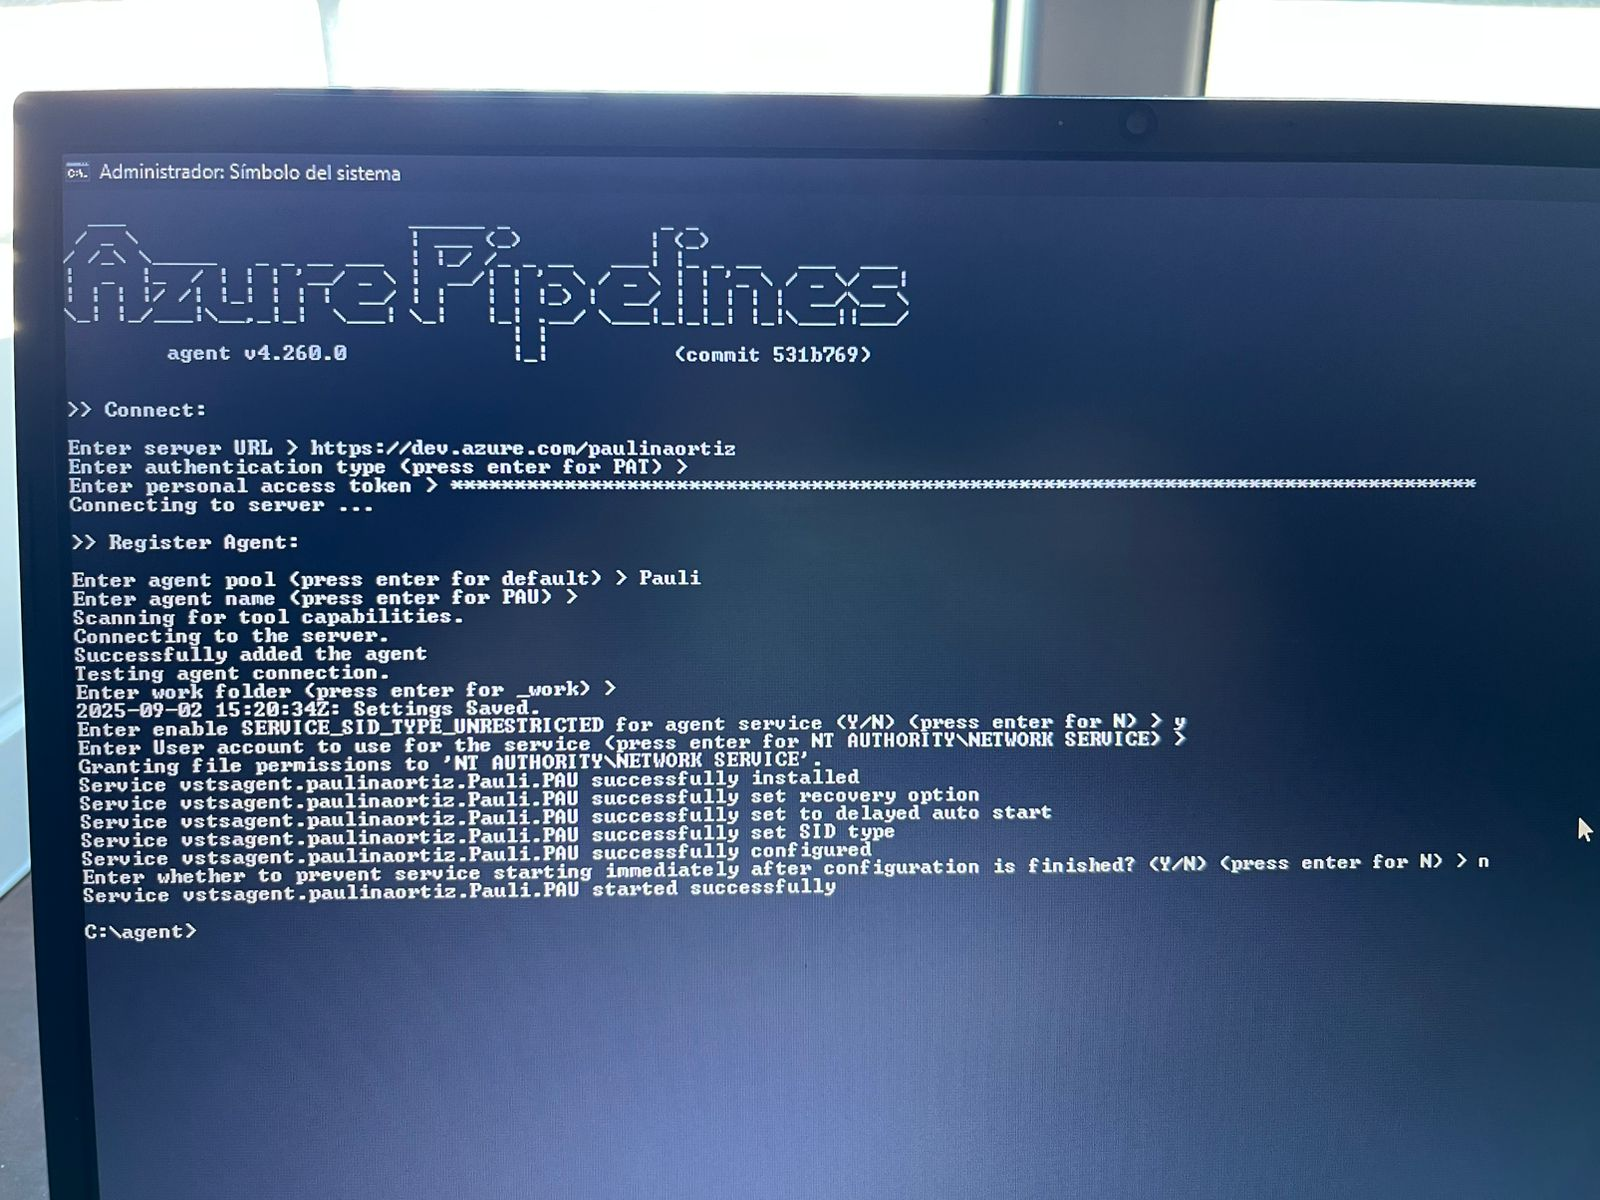 Administrador: Símbolo del sistema
Azure Pipelines
agent v4.260.0 (commit 531b769)
>> Connect:
Enter server URL > https://dev.azure.com/paulinaortiz
Enter authentication type (press enter for PAT) >
Enter personal access token > ************************************************************************************
Connecting to server ...
>> Register Agent:
Enter agent pool (press enter for default) > Pauli
Enter agent name (press enter for PAU) >
Scanning for tool capabilities.
Connecting to the server.
Successfully added the agent
Testing agent connection.
Enter work folder (press enter for _work) >
2025-09-02 15:20:34Z: Settings Saved.
Enter enable SERVICE_SID_TYPE_UNRESTRICTED for agent service (Y/N) (press enter for N) > y
Enter User account to use for the service (press enter for NT AUTHORITY\NETWORK SERVICE) >
Granting file permissions to 'NT AUTHORITY\NETWORK SERVICE'.
Service vstsagent.paulinaortiz.Pauli.PAU successfully installed
Service vstsagent.paulinaortiz.Pauli.PAU successfully set recovery option
Service vstsagent.paulinaortiz.Pauli.PAU successfully set to delayed auto start
Service vstsagent.paulinaortiz.Pauli.PAU successfully set SID type
Service vstsagent.paulinaortiz.Pauli.PAU successfully configured
Enter whether to prevent service starting immediately after configuration is finished? (Y/N) (press enter for N) > n
Service vstsagent.paulinaortiz.Pauli.PAU started successfully
C:\agent>